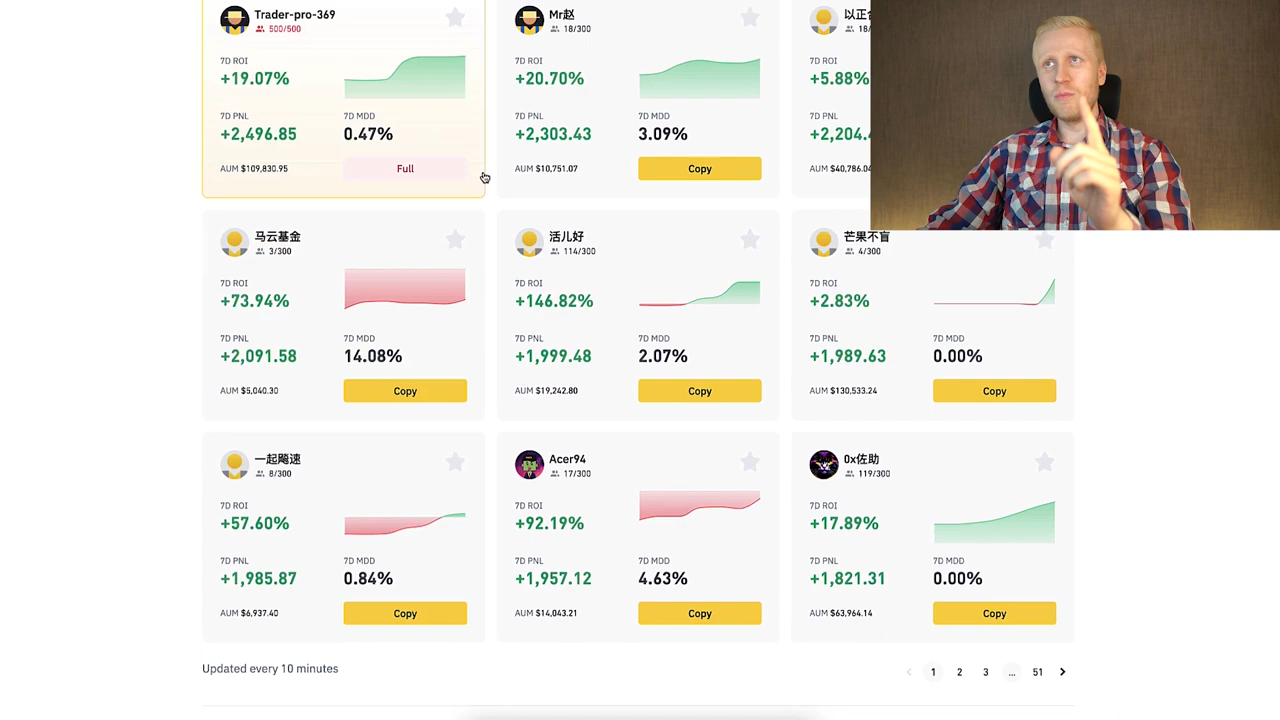 Trader-pro-369
500/500
7D ROI
+19.07%
7D PNL
+2,496.85
7D MDD
0.47%
AUM $109,830.95
Full
Mr赵
18/300
7D ROI
+20.70%
7D PNL
+2,303.43
7D MDD
3.09%
AUM $10,751.07
Copy
以正
18/
7D ROI
+5.88%
7D PNL
+2,204.
AUM $40,786.04
马云基金
3/300
7D ROI
+73.94%
7D PNL
+2,091.58
7D MDD
14.08%
AUM $5,040.30
Copy
活儿好
114/300
7D ROI
+146.82%
7D PNL
+1,999.48
7D MDD
2.07%
AUM $19,242.80
Copy
芒果不盲
4/300
7D ROI
+2.83%
7D PNL
+1,989.63
7D MDD
0.00%
AUM $130,533.24
Copy
一起飚速
8/300
7D ROI
+57.60%
7D PNL
+1,985.87
7D MDD
0.84%
AUM $6,937.40
Copy
Acer94
17/300
7D ROI
+92.19%
7D PNL
+1,957.12
7D MDD
4.63%
AUM $14,043.21
Copy
0x佐助
119/300
7D ROI
+17.89%
7D PNL
+1,821.31
7D MDD
0.00%
AUM $63,964.14
Copy
Updated every 10 minutes
< 1 2 3 ... 51 >